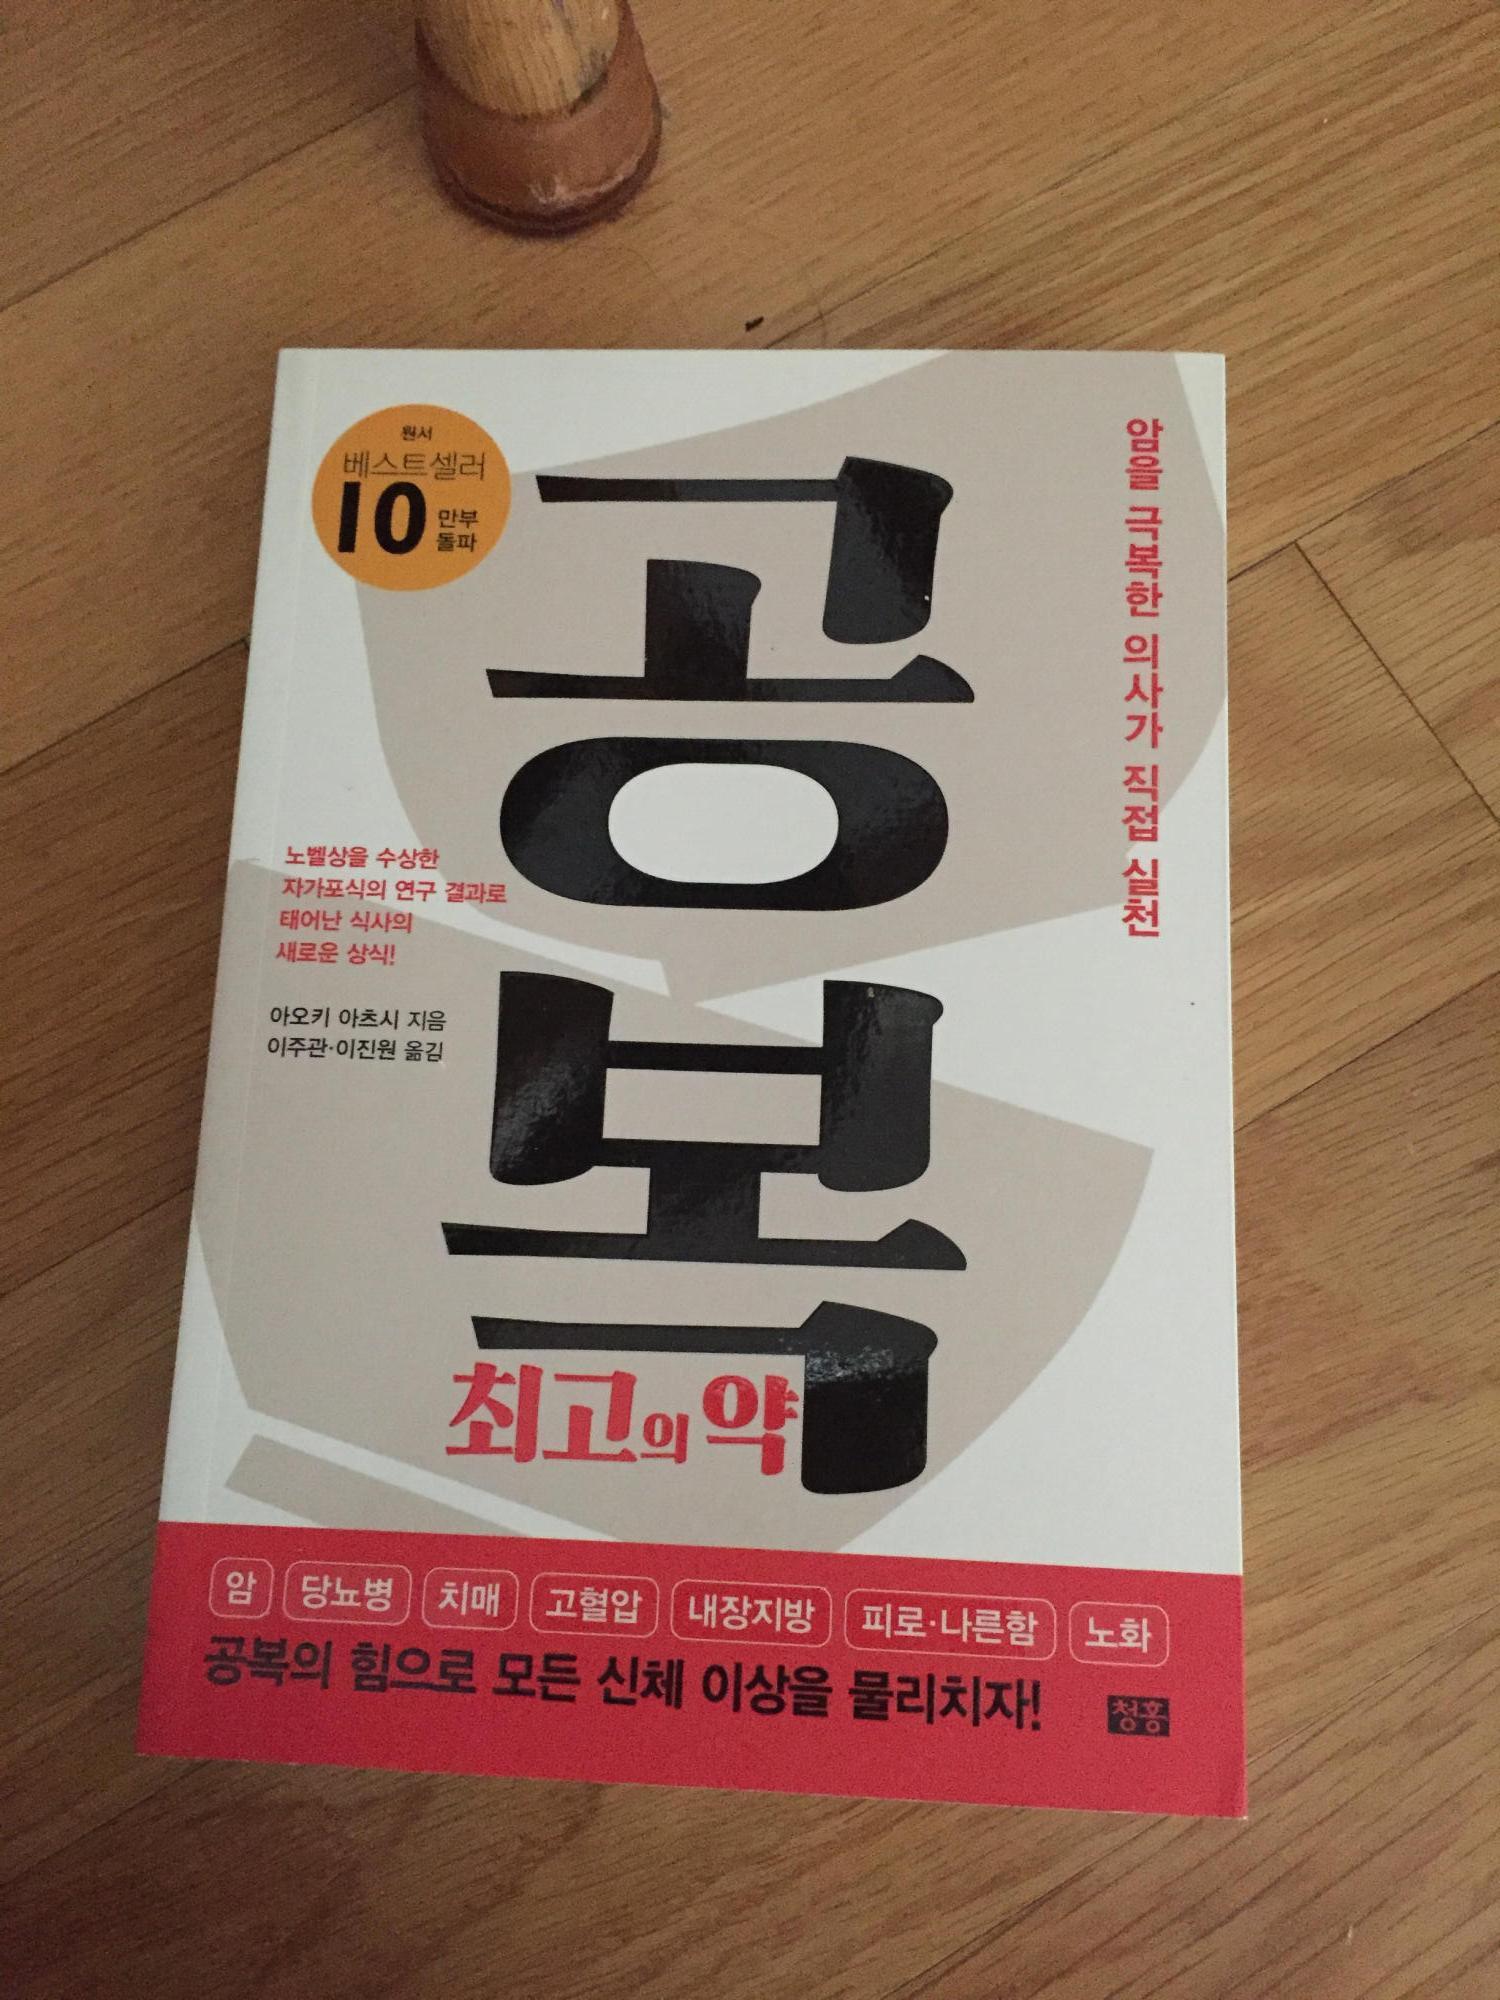 원서
베스트셀러
10 만부
돌파
암을 극복한 의사가 직접 실천
공복
최고의 약
노벨상을 수상한
자가포식의 연구 결과로
태어난 식사의
새로운 상식!
아오키 아츠시 지음
이주관·이진원 옮김
암 당뇨병 치매 고혈압 내장지방 피로·나른함 노화
공복의 힘으로 모든 신체 이상을 물리치자!
청홍